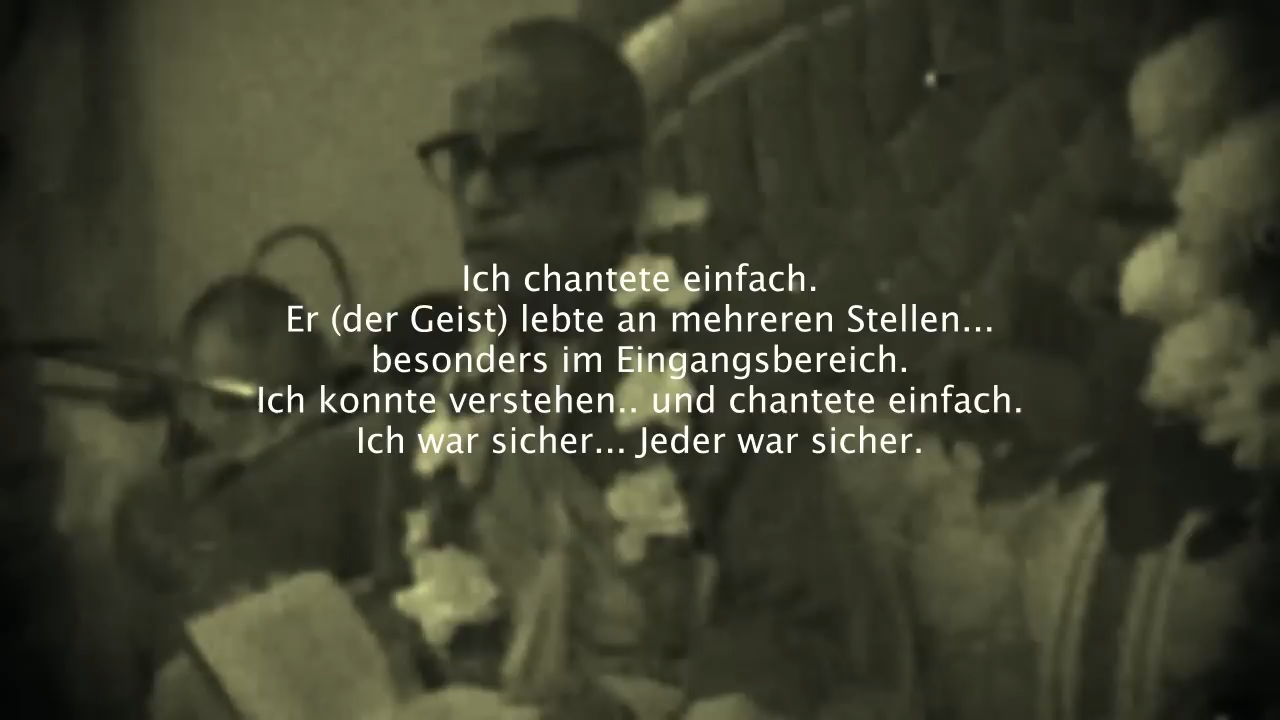 Ich chantete einfach.
Er (der Geist) lebte an mehreren Stellen...
besonders im Eingangsbereich.
Ich konnte verstehen.. und chantete einfach.
Ich war sicher... Jeder war sicher.